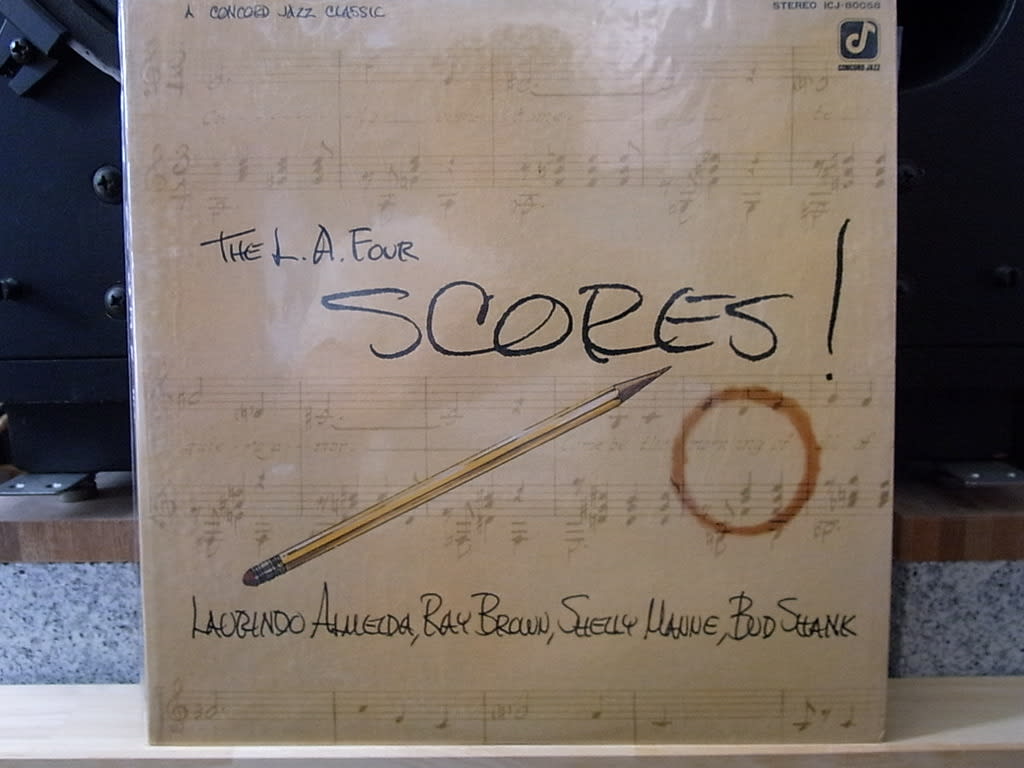 A CONCORD JAZZ CLASSIC
STEREO ICJ-80058
CONCORD JAZZ
THE L.A. FOUR
SCORES!
LAURINDO ALMEIDA, RAY BROWN, SHELLY MANNE, BUD SHANK